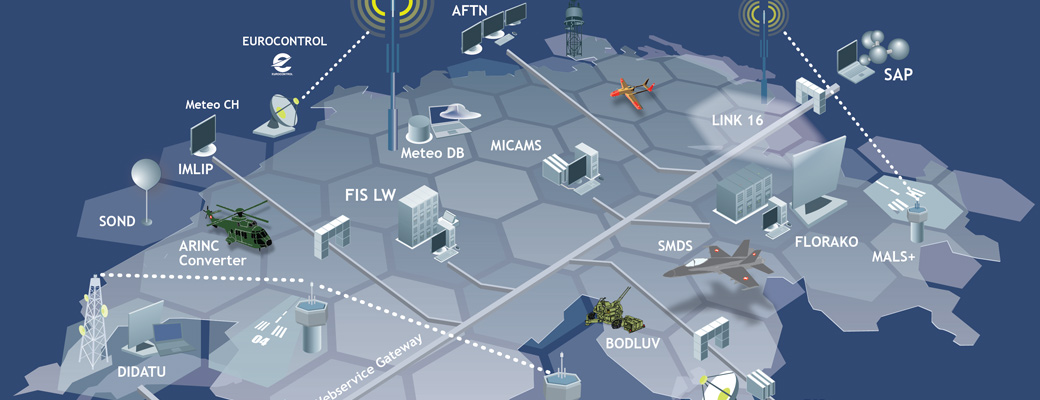 AFTN
EUROCONTROL
EUROCONTROL
SAP
Meteo CH
LINK 16
Meteo DB
MICAMS
IMLIP
FIS LW
SOND
FLORAKO
SMDS
ARINC
Converter
MALS+
04
BODLUV
DIDATU
Webservice Gateway